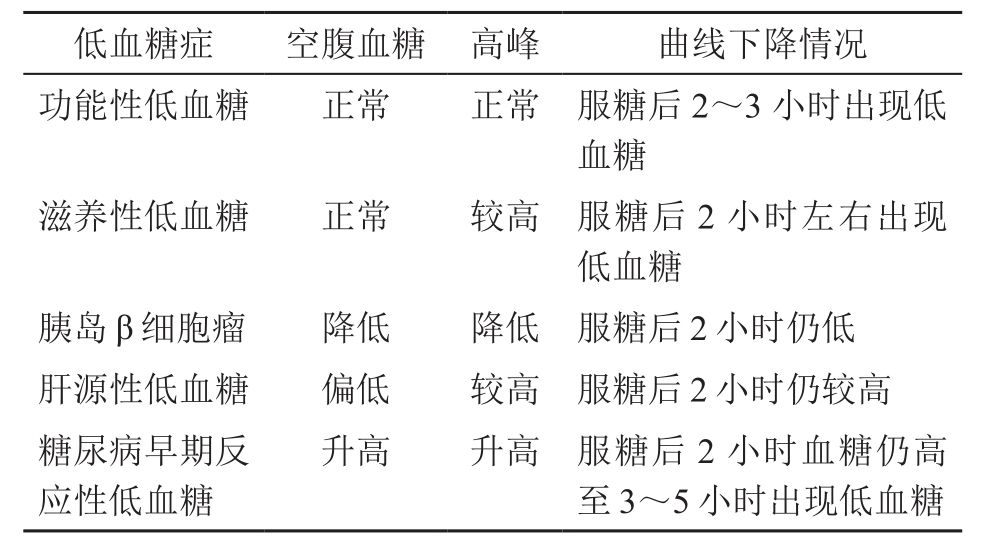 低血糖症 空腹血糖 高峰 曲线下降情况
功能性低血糖 正常 正常 服糖后 2～3 小时出现低
血糖
滋养性低血糖 正常 较高 服糖后 2 小时左右出现
低血糖
胰岛 β 细胞瘤 降低 降低 服糖后 2 小时仍低
肝源性低血糖 偏低 较高 服糖后 2 小时仍较高
糖尿病早期反 升高 升高 服糖后 2 小时血糖仍高
应性低血糖 至 3～5 小时出现低血糖